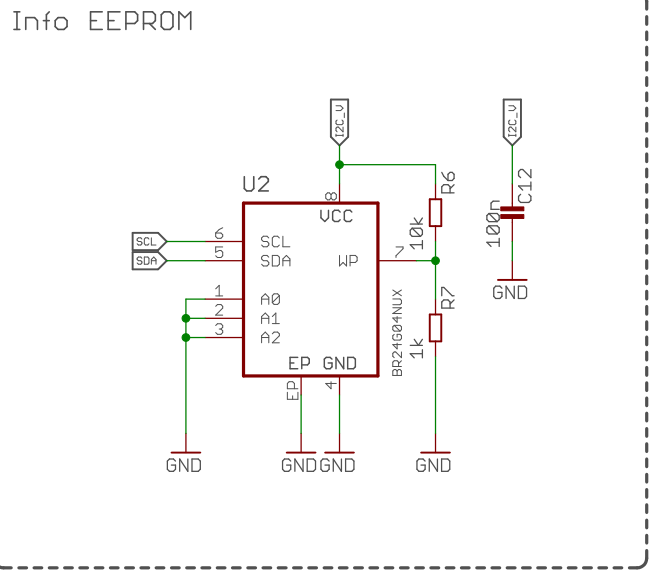 Info EEPROM
I2C_V
I2C_V
U2
8
VCC
R6
10k
C12
100n
SCL
6
SCL
SDA
5
SDA
WP
7
GND
1
A0
2
A1
3
A2
R7
1k
BR24G04NUX
EP
GND
EP
4
GND
GND
GND
GND